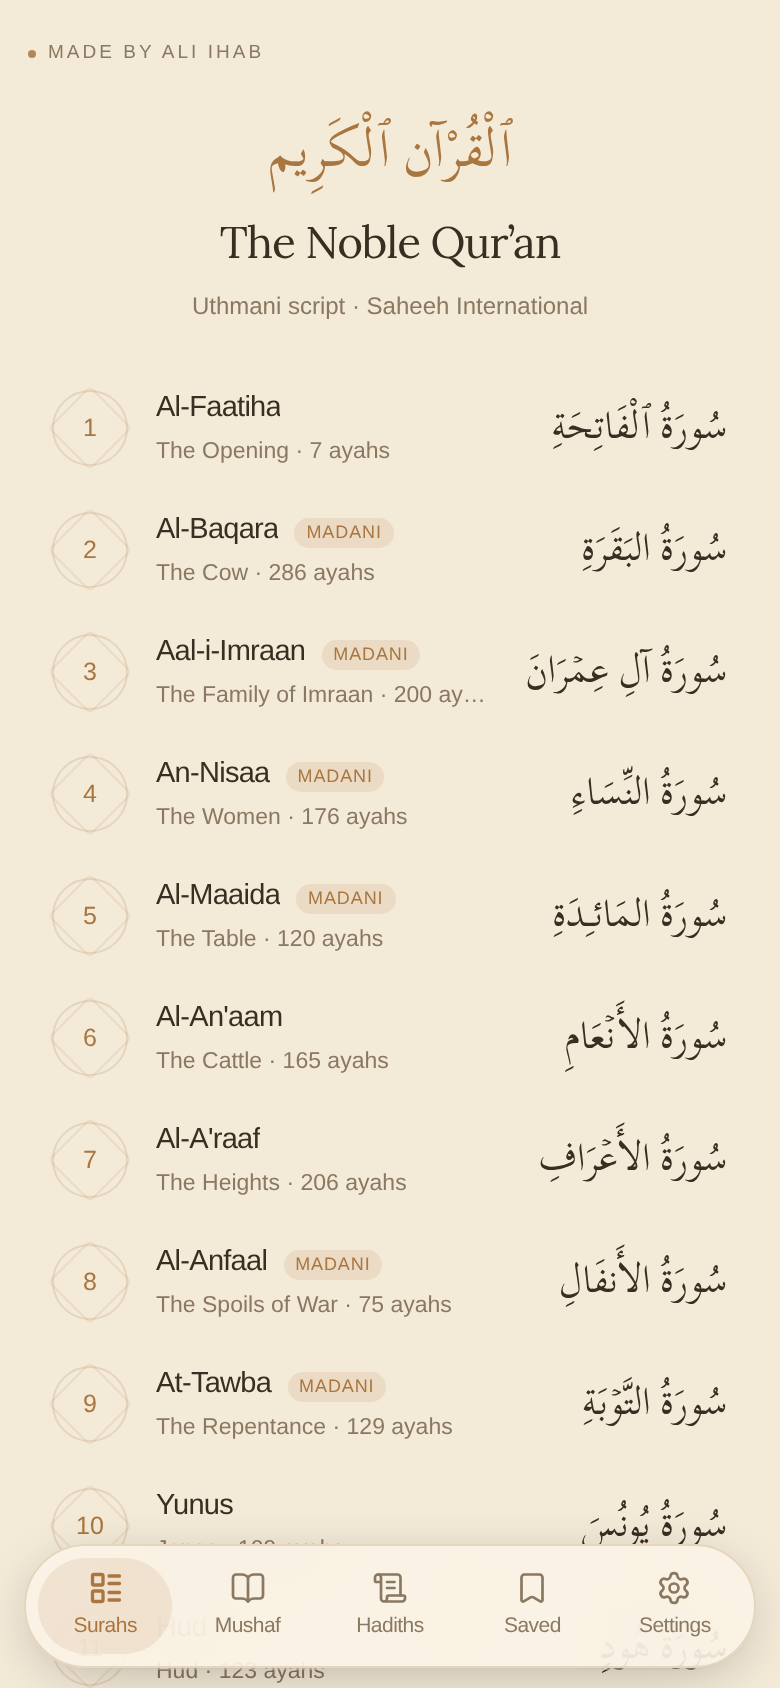 MADE BY ALI IHAB
ٱلْقُرْآن ٱلْكَرِيم
The Noble Qur’an
Uthmani script · Saheeh International
1
Al-Faatiha
The Opening · 7 ayahs
سُورَةُ ٱلْفَاتِحَةِ
2
Al-Baqara MADANI
The Cow · 286 ayahs
سُورَةُ البَقَرَةِ
3
Aal-i-Imraan MADANI
The Family of Imraan · 200 ay…
سُورَةُ آلِ عِمۡرَانَ
4
An-Nisaa MADANI
The Women · 176 ayahs
سُورَةُ النِّسَاءِ
5
Al-Maaida MADANI
The Table · 120 ayahs
سُورَةُ المَائـِدَةِ
6
Al-An'aam
The Cattle · 165 ayahs
سُورَةُ الأَنۡعَامِ
7
Al-A'raaf
The Heights · 206 ayahs
سُورَةُ الأَعۡرَافِ
8
Al-Anfaal MADANI
The Spoils of War · 75 ayahs
سُورَةُ الأَنفَالِ
9
At-Tawba MADANI
The Repentance · 129 ayahs
سُورَةُ التَّوۡبَةِ
10
Yunus
سُورَةُ يُونُسَ
11
Hud
Hud · 123 ayahs
سُورَةُ هُودٍ
Surahs
Mushaf
Hadiths
Saved
Settings